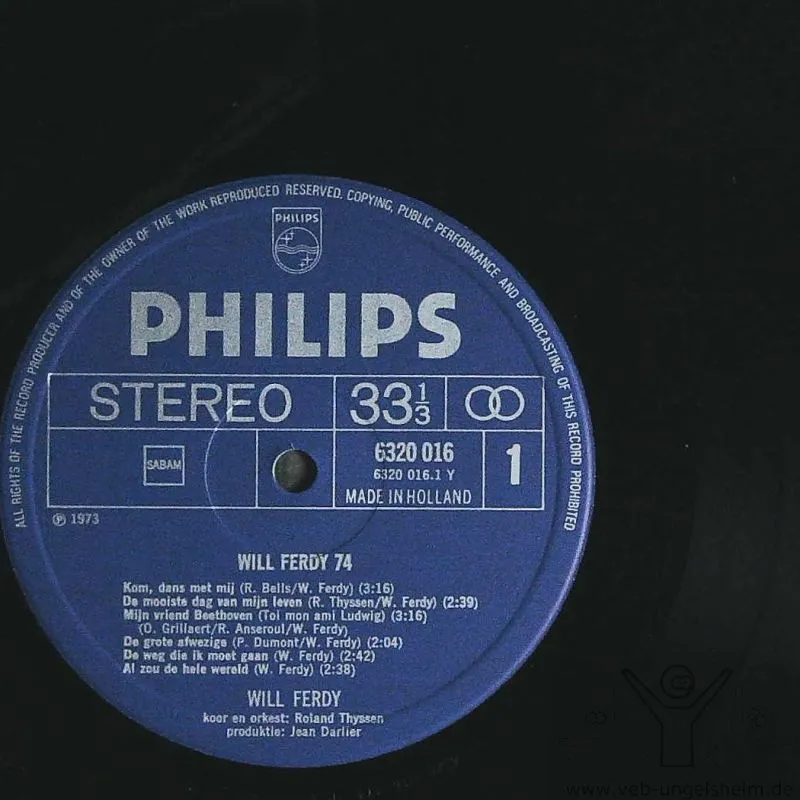 ALL RIGHTS OF THE RECORD PRODUCER AND OF THE OWNER OF THE WORK REPRODUCED RESERVED. COPYING, PUBLIC PERFORMANCE AND BROADCASTING OF THIS RECORD PROHIBITED
PHILIPS
PHILIPS
STEREO 33 1/3
SABAM
6320 016
6320 016.1 Y
MADE IN HOLLAND
1
℗ 1973
WILL FERDY 74
Kom, dans met mij (R. Bells/W. Ferdy) (3:16)
De mooiste dag van mijn leven (R. Thyssen/W. Ferdy) (2:39)
Mijn vriend Beethoven (Toi mon ami Ludwig) (3:16)
(O. Grillaert/R. Anseroul/W. Ferdy)
De grote afwezige (P. Dumont/W. Ferdy) (2:04)
De weg die ik moet gaan (W. Ferdy) (2:42)
Al zou de hele wereld (W. Ferdy) (2:38)
WILL FERDY
koor en orkest: Roland Thyssen
produktie: Jean Darlier
www.veb-ungelsheim.de